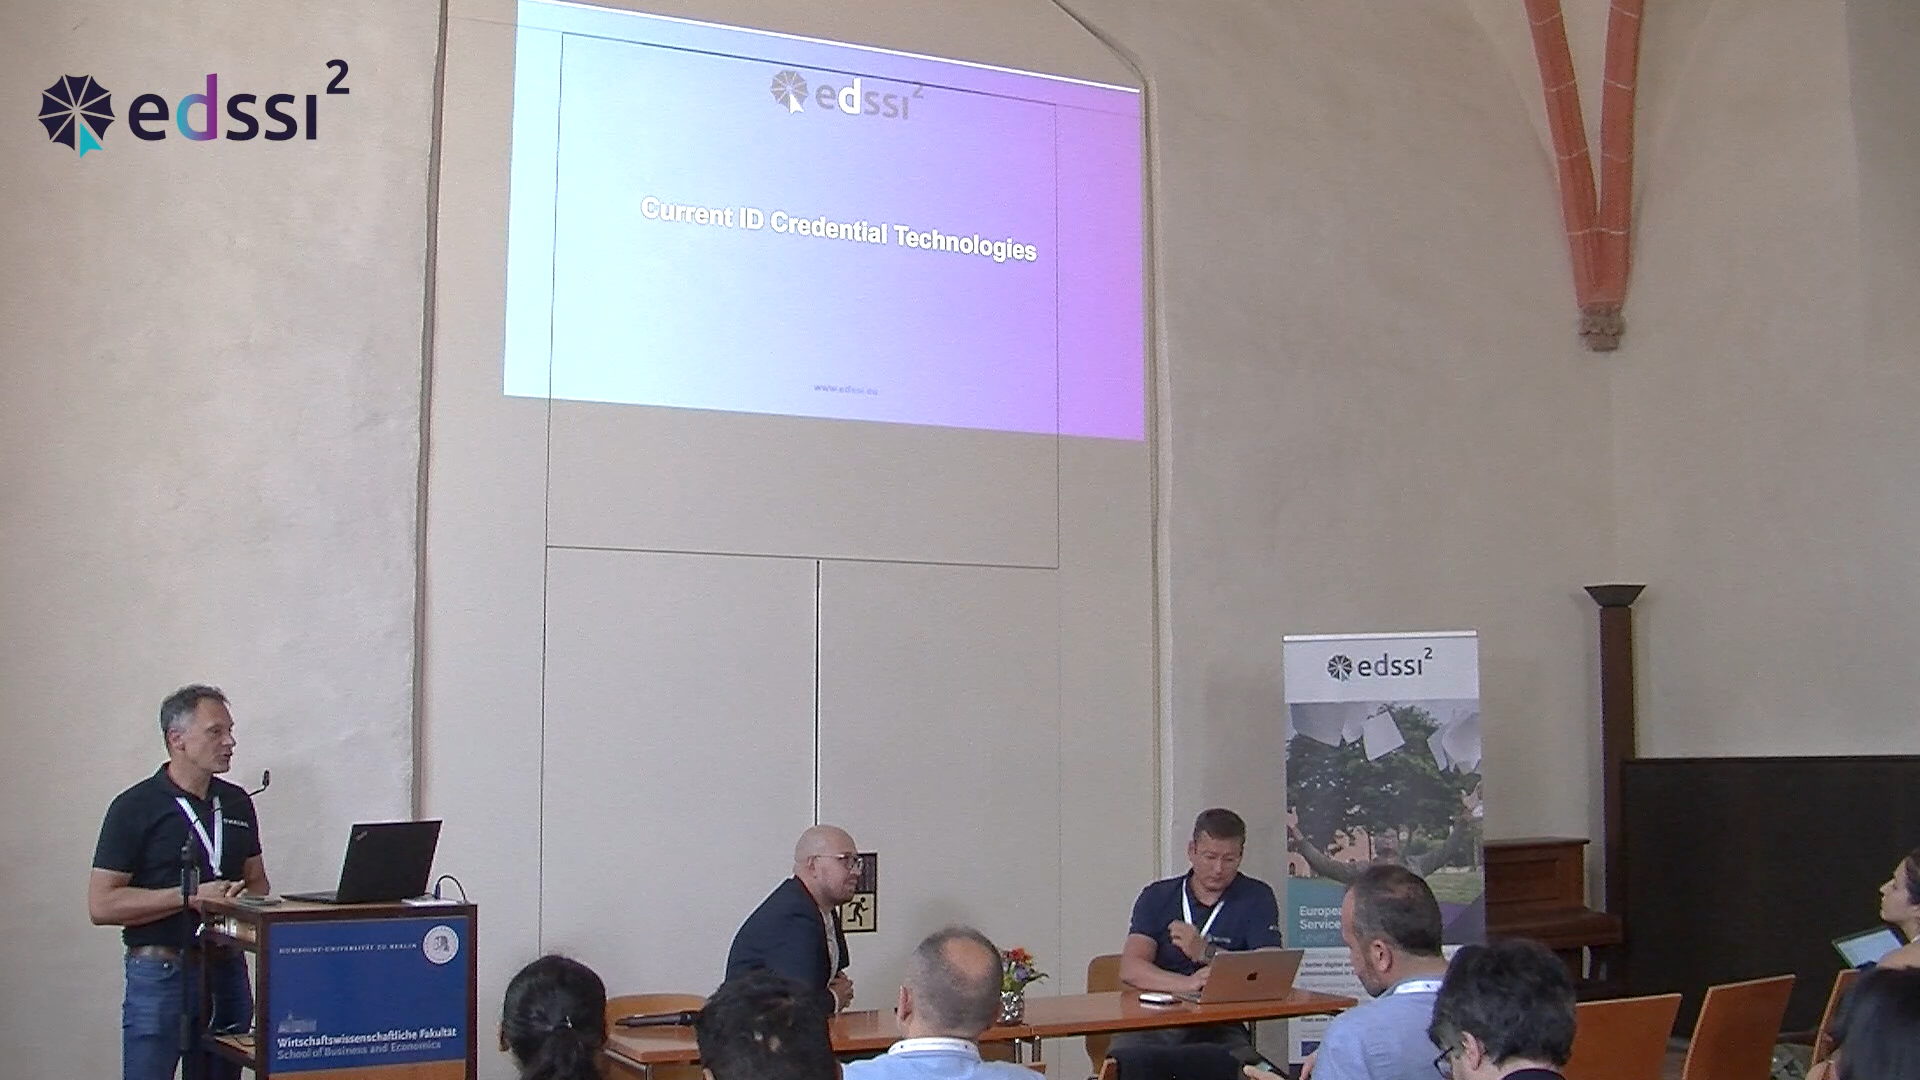 edssi²
edssi²
Current ID Credential Technologies
www.edssi.eu
edssi²
HUMBOLDT-UNIVERSITÄT ZU BERLIN
Wirtschaftswissenschaftliche Fakultät
School of Business and Economics